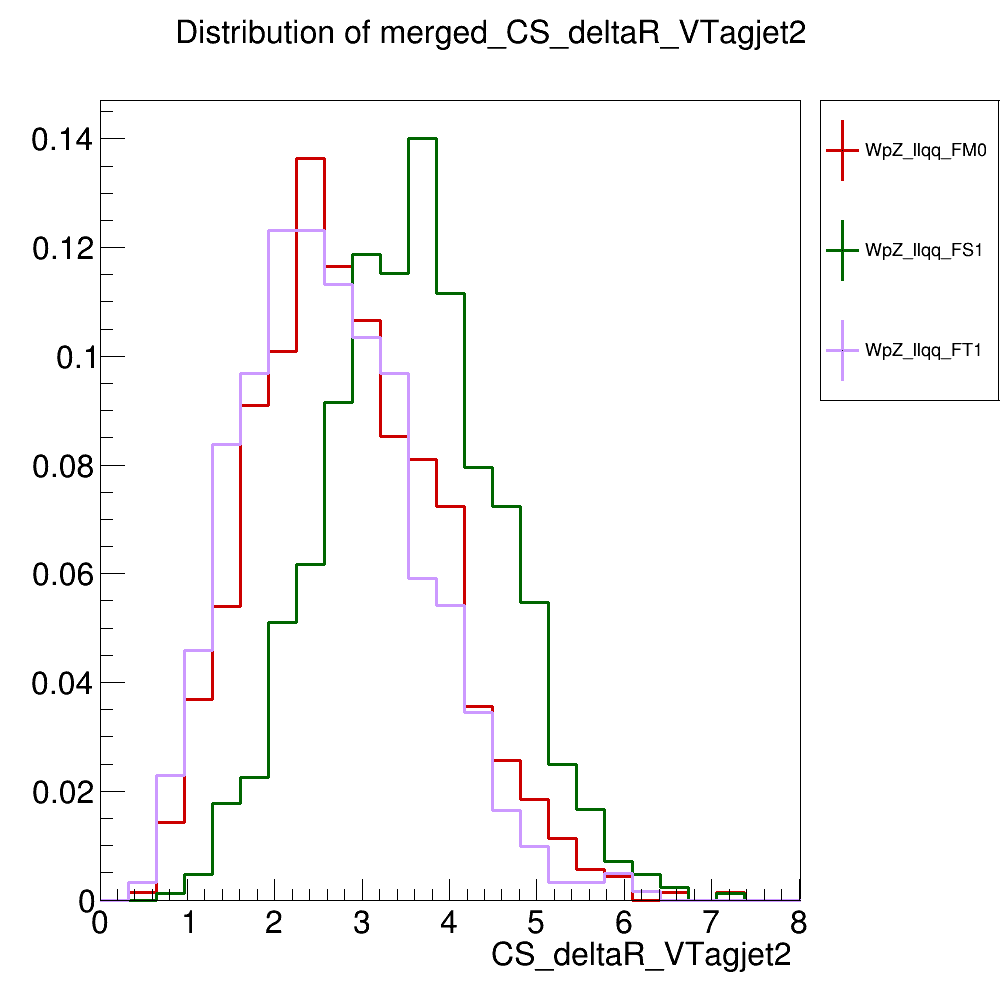 Distribution of merged_CS_deltaR_VTagjet2
WpZ_llqq_FM0
WpZ_llqq_FS1
WpZ_llqq_FT1
0.14
0.12
0.1
0.08
0.06
0.04
0.02
0
0 1 2 3 4 5 6 7 8
CS_deltaR_VTagjet2